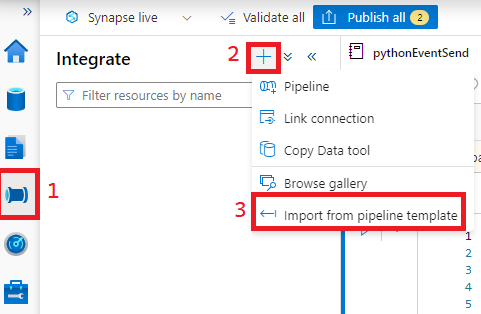 Synapse live
Validate all
Publish all 2
Integrate
2
pythonEventSend
Filter resources by name
Pipeline
Link connection
Copy Data tool
1
Browse gallery
3
Import from pipeline template
1
2
3
4
5